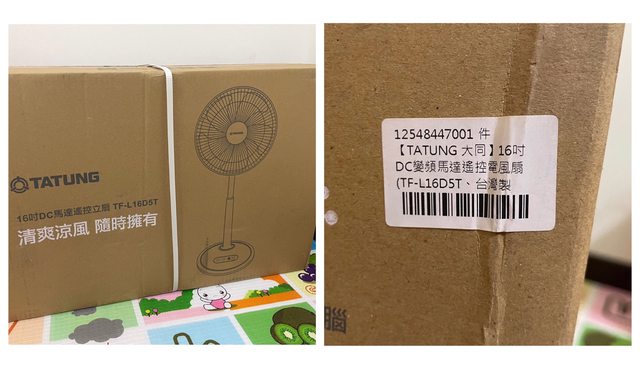 TATUNG
16吋DC馬達遙控立扇 TF-L16D5T
清爽涼風 隨時擁有
TATUNG
12548447001 件
【TATUNG 大同】16吋
DC變頻馬達遙控電風扇
(TF-L16D5T、台灣製
腦